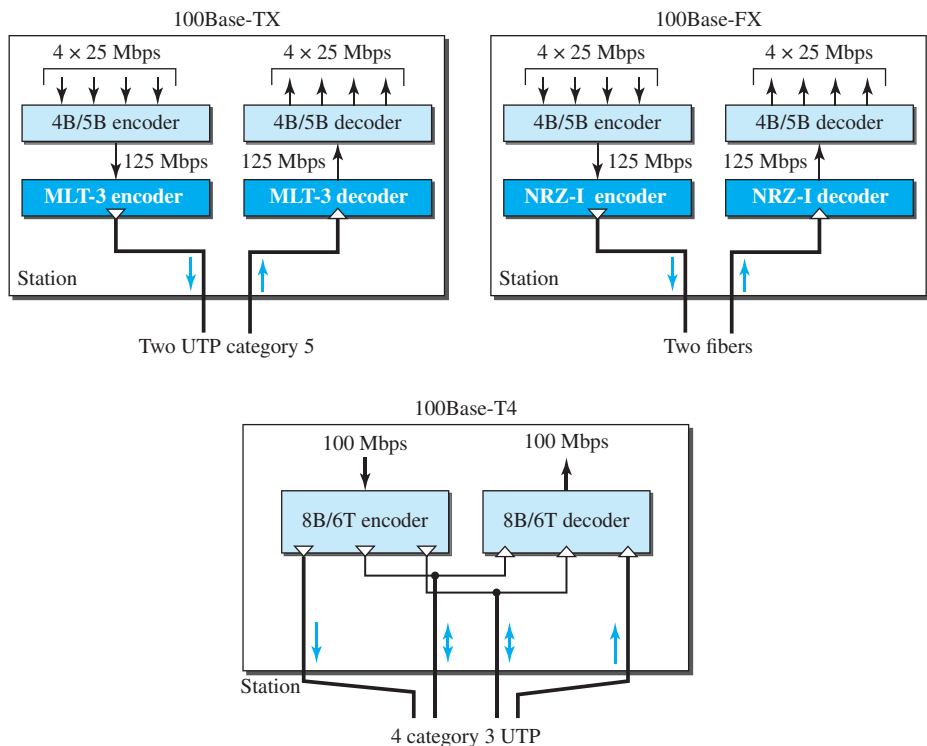 100Base-TX
4 × 25 Mbps
4 × 25 Mbps
4B/5B encoder
4B/5B decoder
125 Mbps
125 Mbps
MLT-3 encoder
MLT-3 decoder
Station
Two UTP category 5
100Base-FX
4 × 25 Mbps
4 × 25 Mbps
4B/5B encoder
4B/5B decoder
125 Mbps
125 Mbps
NRZ-I encoder
NRZ-I decoder
Station
Two fibers
100Base-T4
100 Mbps
100 Mbps
8B/6T encoder
8B/6T decoder
Station
4 category 3 UTP